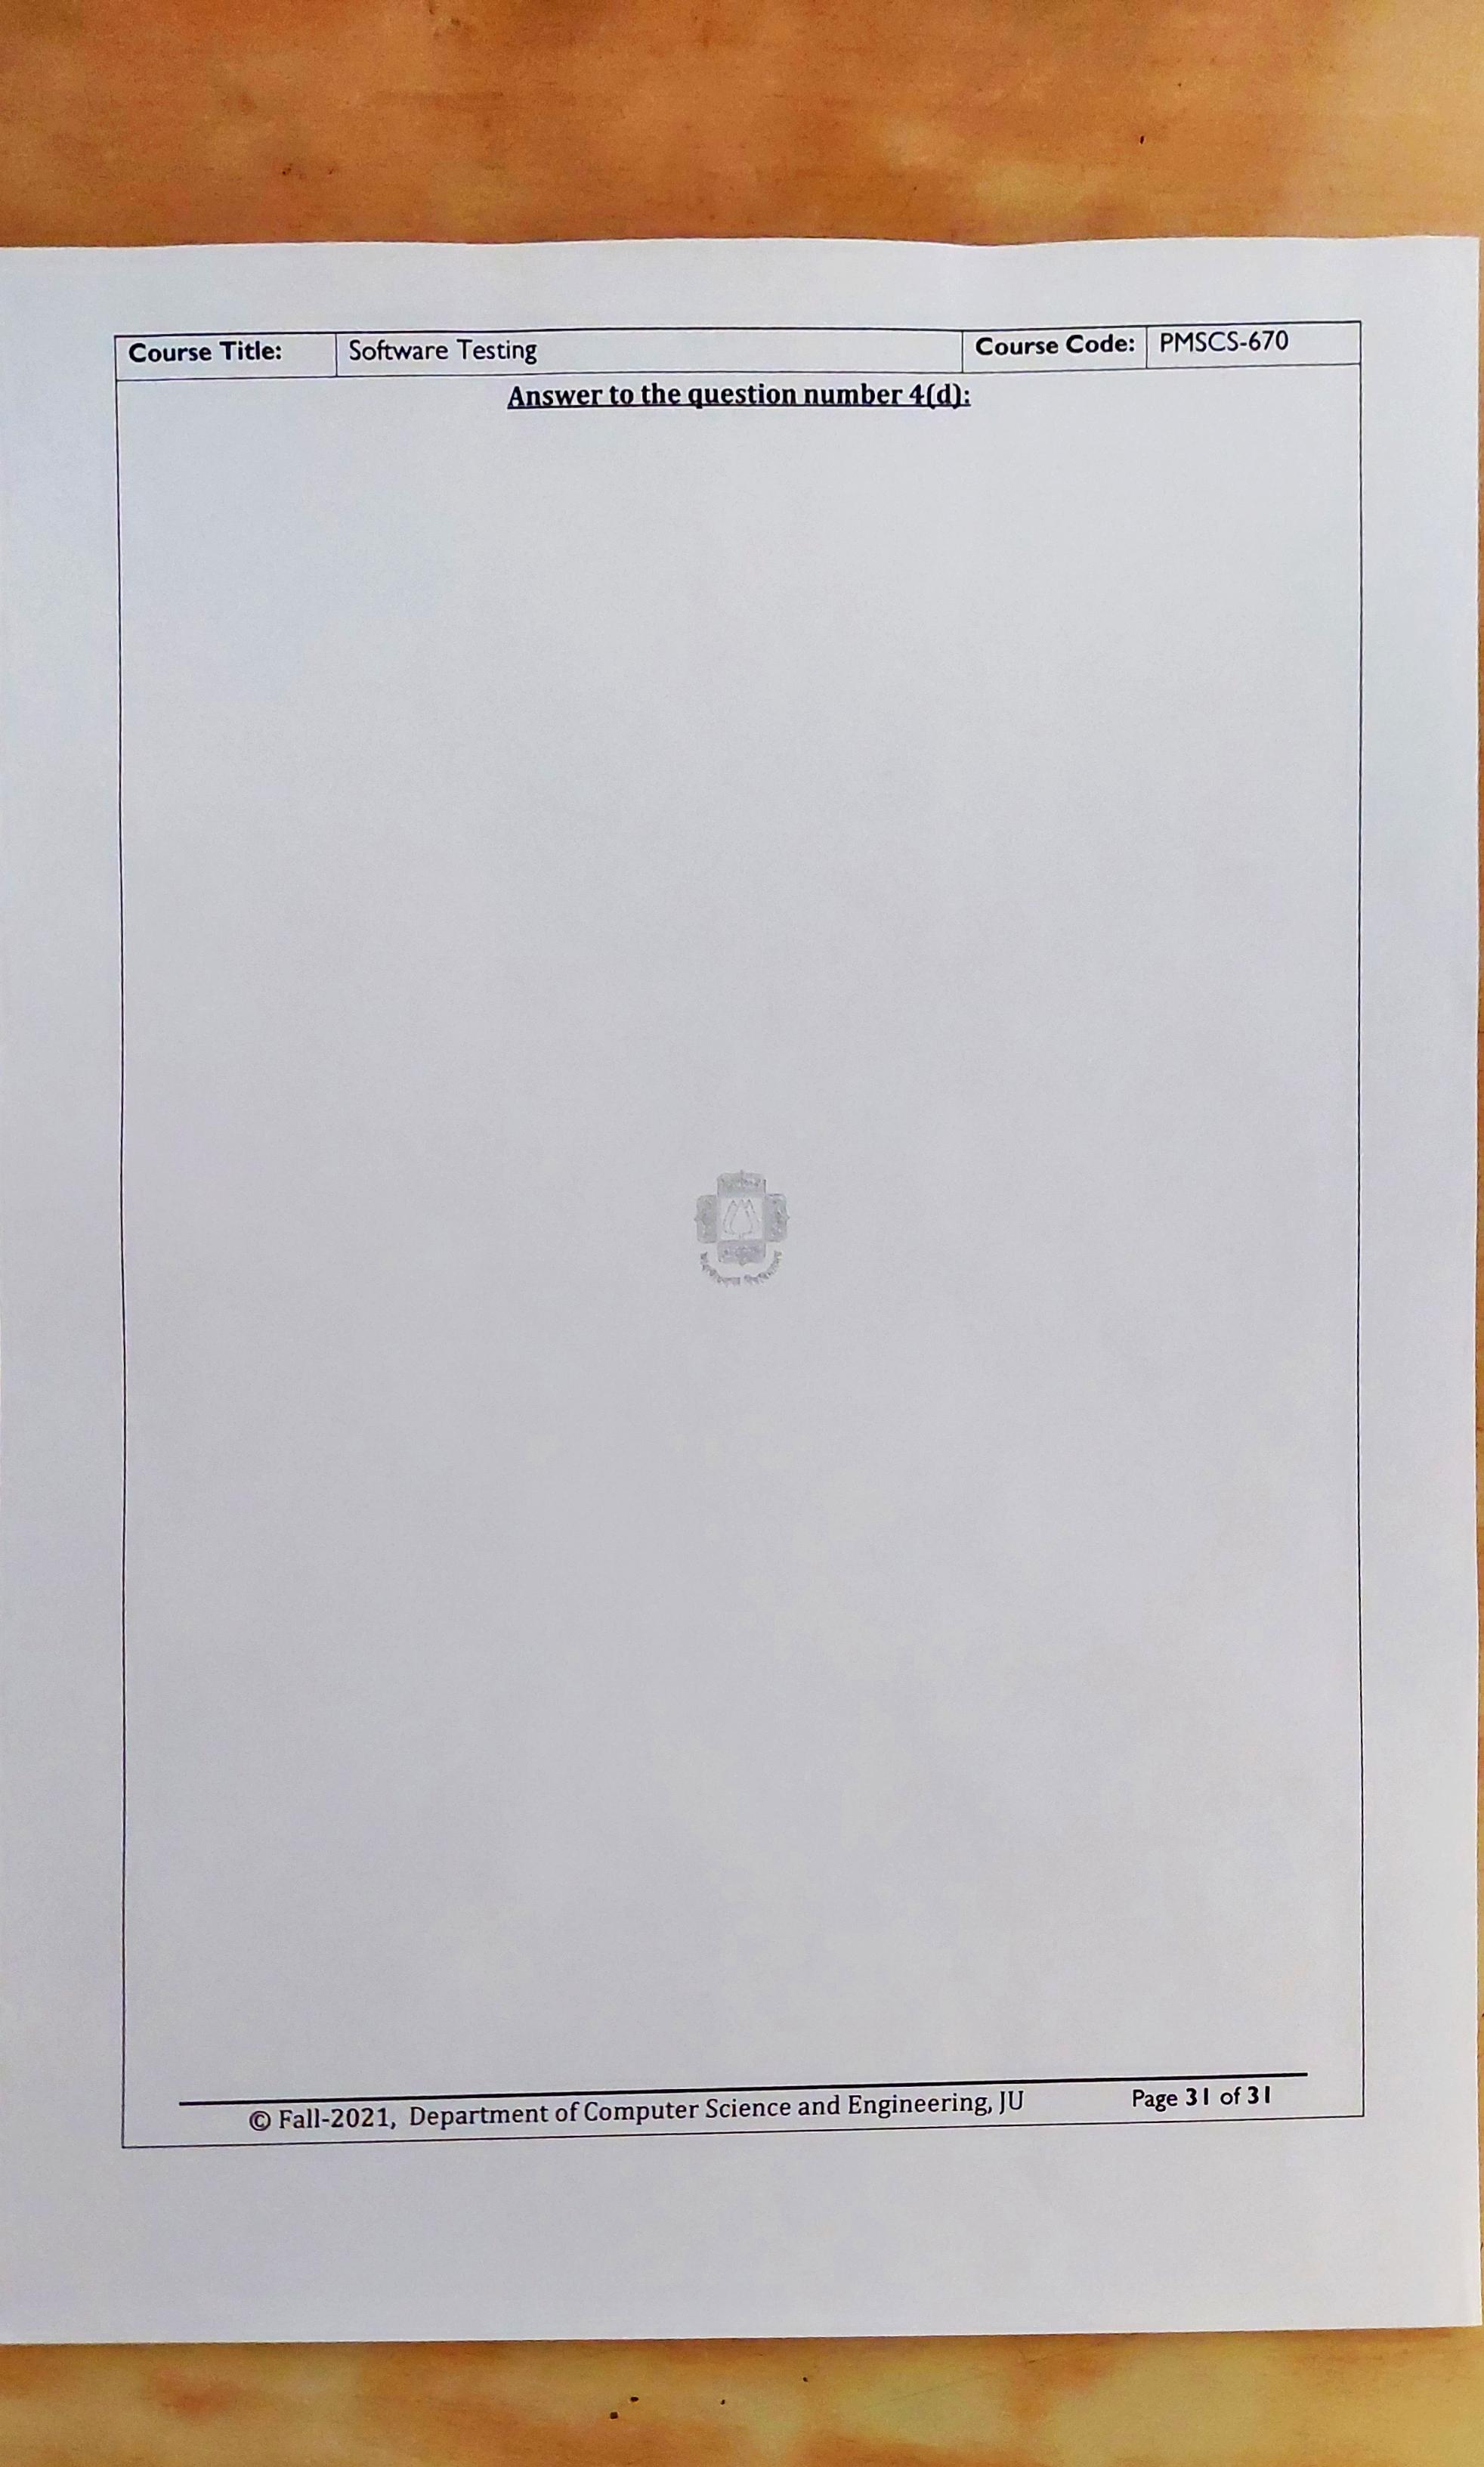 Course Title: Software Testing Course Code: PMSCS-670
Answer to the question number 4(d):
© Fall-2021, Department of Computer Science and Engineering, JU Page 31 of 31